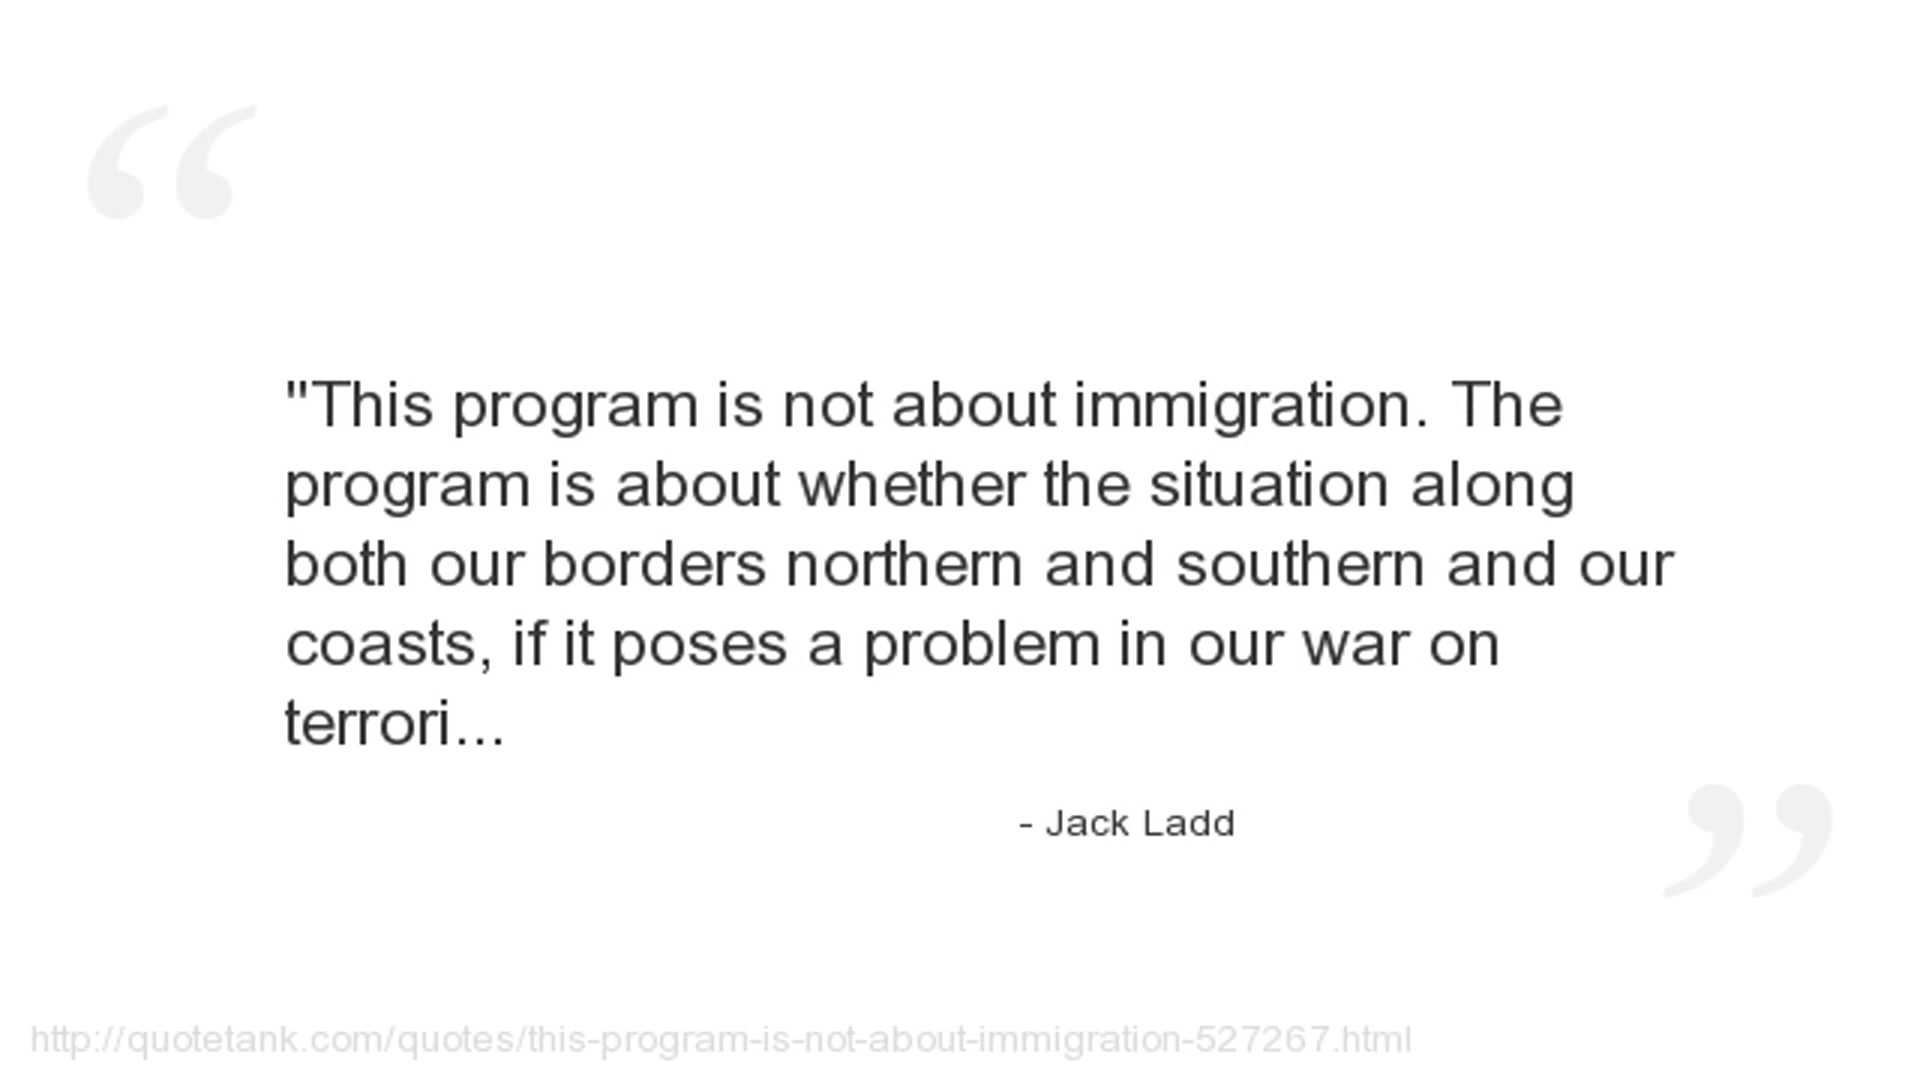 "This program is not about immigration. The
program is about whether the situation along
both our borders northern and southern and our
coasts, if it poses a problem in our war on
terrori...
- Jack Ladd
http://quotetank.com/quotes/this-program-is-not-about-immigration-527267.html